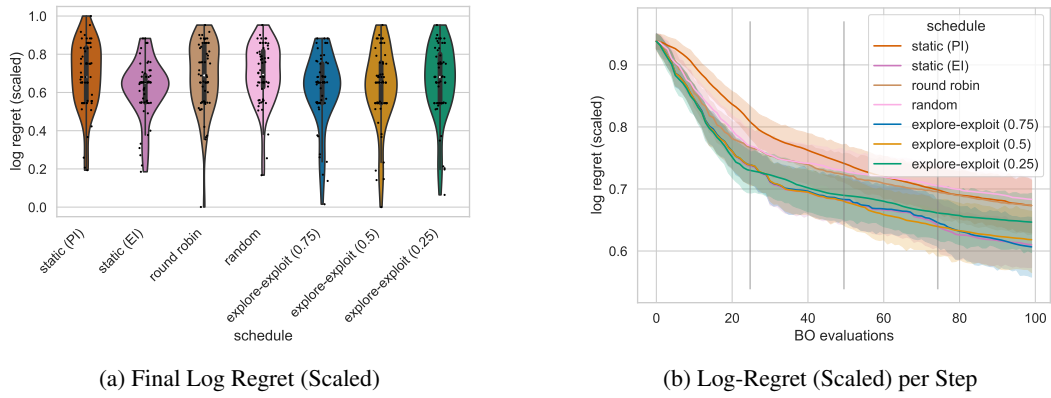 log regret (scaled)
1.0
0.8
0.6
0.4
0.2
0.0
static (PI)
static (EI)
round robin
random
explore-exploit (0.75)
explore-exploit (0.5)
explore-exploit (0.25)
schedule
(a) Final Log Regret (Scaled)
log regret (scaled)
0.9
0.8
0.7
0.6
0
20
40
60
80
100
BO evaluations
schedule
static (PI)
static (EI)
round robin
random
explore-exploit (0.75)
explore-exploit (0.5)
explore-exploit (0.25)
(b) Log-Regret (Scaled) per Step